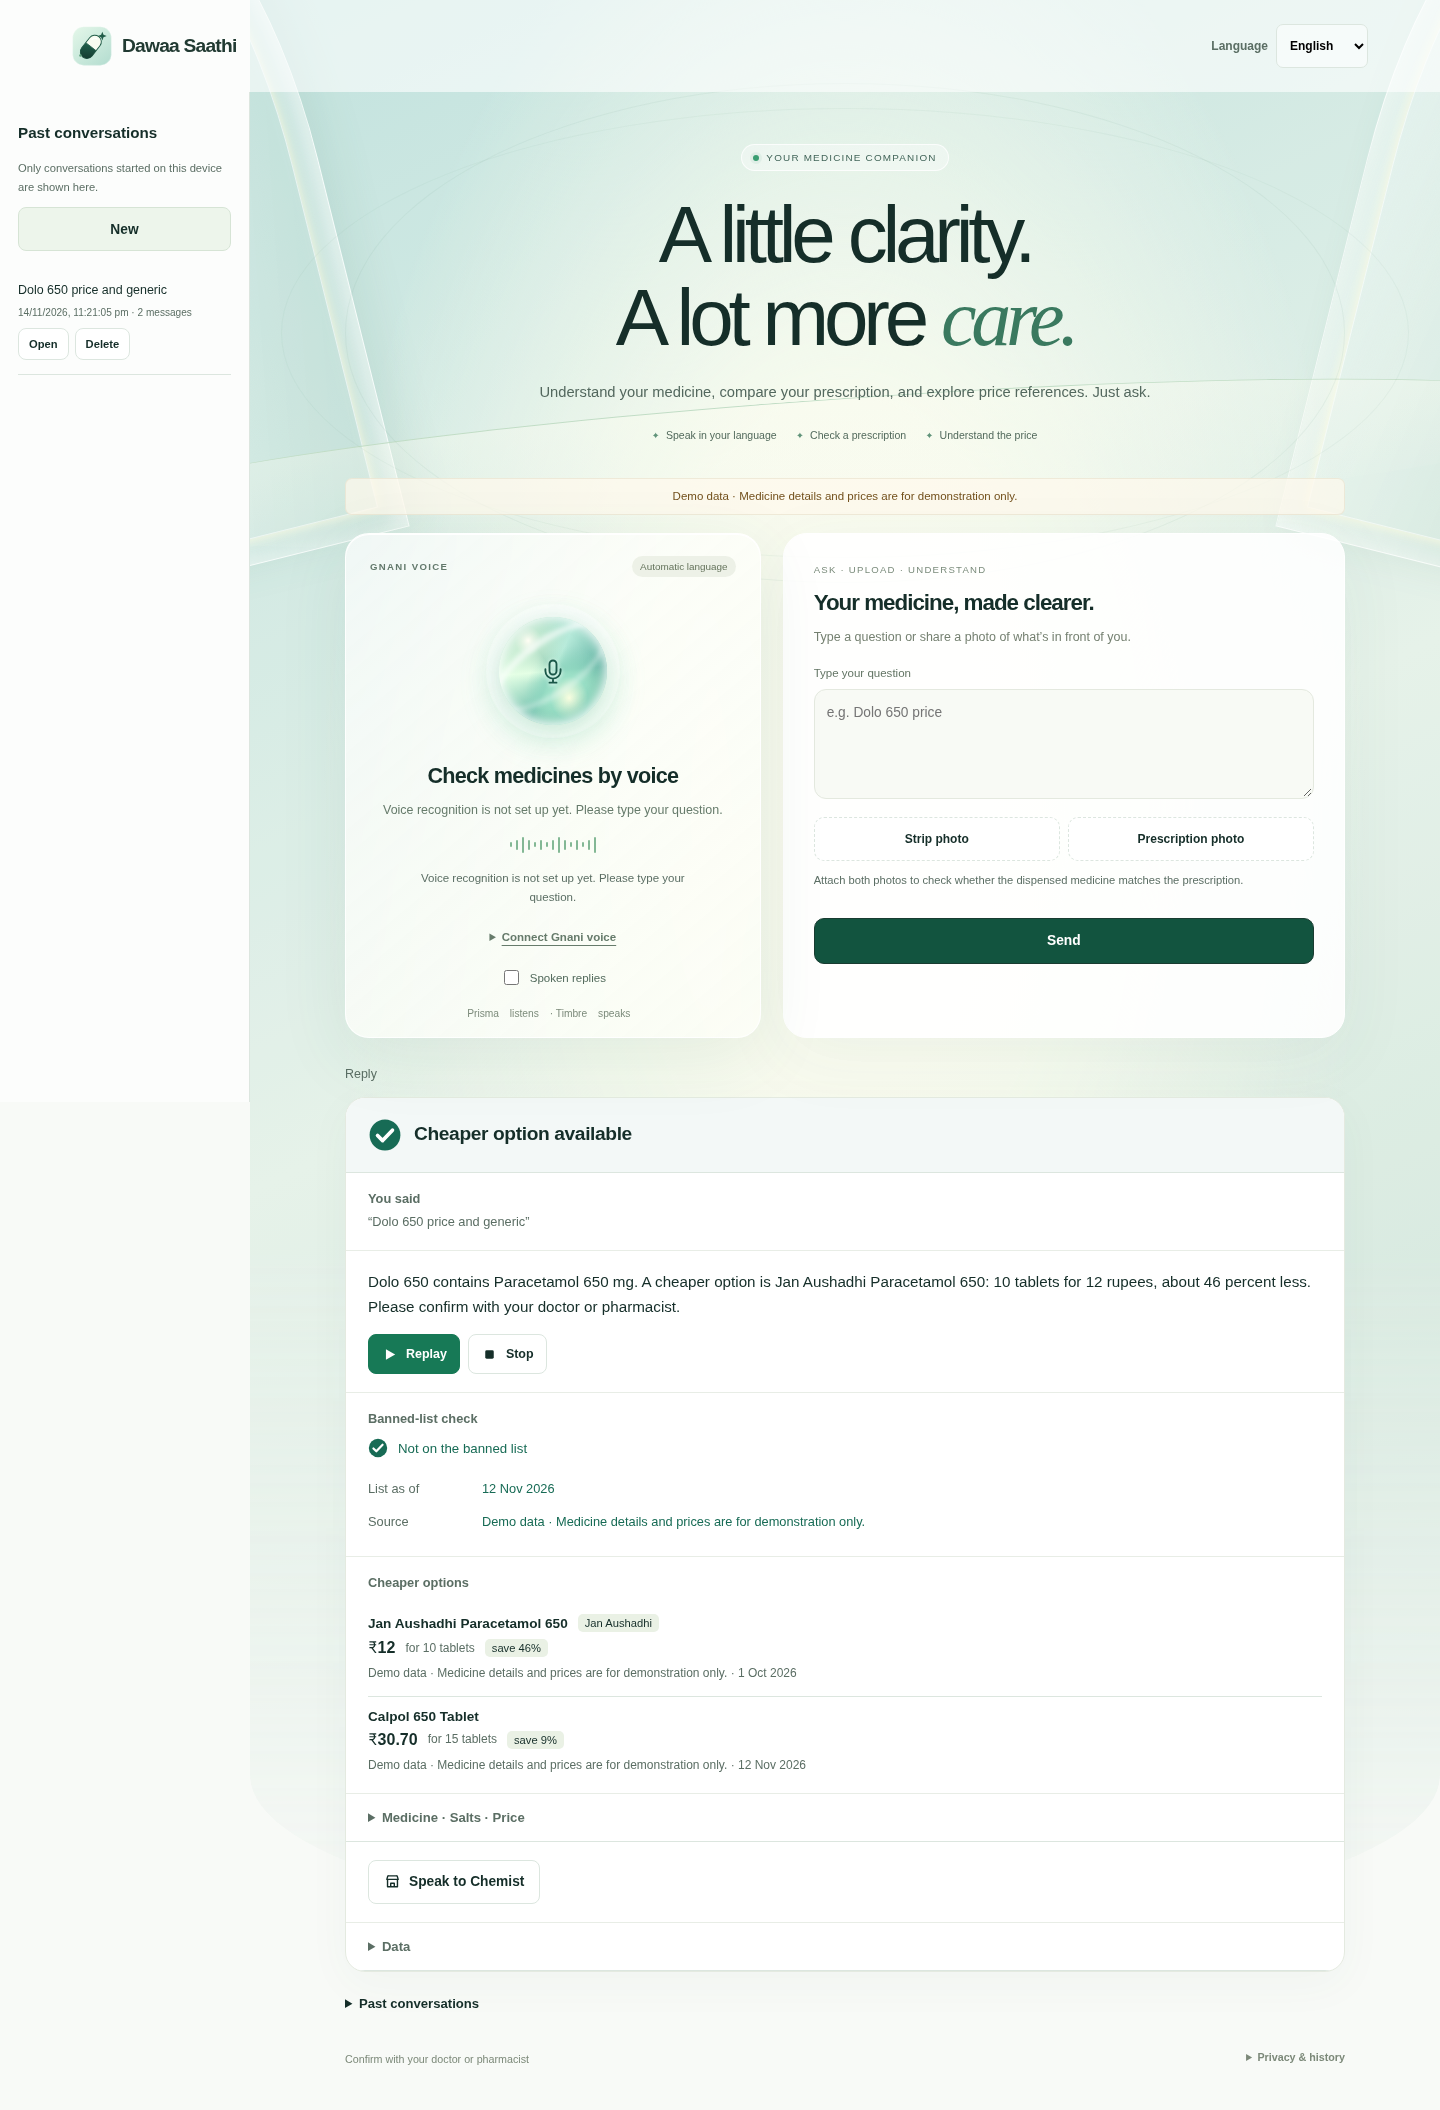 Dawaa Saathi
Language
English
Past conversations
Only conversations started on this device
are shown here.
New
Dolo 650 price and generic
14/11/2026, 11:21:05 pm · 2 messages
Open
Delete
YOUR MEDICINE COMPANION
A little clarity.
A lot more care.
Understand your medicine, compare your prescription, and explore price references. Just ask.
Speak in your language
Check a prescription
Understand the price
Demo data · Medicine details and prices are for demonstration only.
GNANI VOICE
Automatic language
Check medicines by voice
Voice recognition is not set up yet. Please type your question.
Voice recognition is not set up yet. Please type your
question.
Connect Gnani voice
Spoken replies
Prisma listens · Timbre speaks
ASK · UPLOAD · UNDERSTAND
Your medicine, made clearer.
Type a question or share a photo of what's in front of you.
Type your question
e.g. Dolo 650 price
Strip photo
Prescription photo
Attach both photos to check whether the dispensed medicine matches the prescription.
Send
Reply
Cheaper option available
You said
“Dolo 650 price and generic”
Dolo 650 contains Paracetamol 650 mg. A cheaper option is Jan Aushadhi Paracetamol 650: 10 tablets for 12 rupees, about 46 percent less.
Please confirm with your doctor or pharmacist.
Replay
Stop
Banned-list check
Not on the banned list
List as of 12 Nov 2026
Source Demo data · Medicine details and prices are for demonstration only.
Cheaper options
Jan Aushadhi Paracetamol 650 Jan Aushadhi
₹12 for 10 tablets save 46%
Demo data · Medicine details and prices are for demonstration only. · 1 Oct 2026
Calpol 650 Tablet
₹30.70 for 15 tablets save 9%
Demo data · Medicine details and prices are for demonstration only. · 12 Nov 2026
Medicine · Salts · Price
Speak to Chemist
Data
Past conversations
Confirm with your doctor or pharmacist
Privacy & history